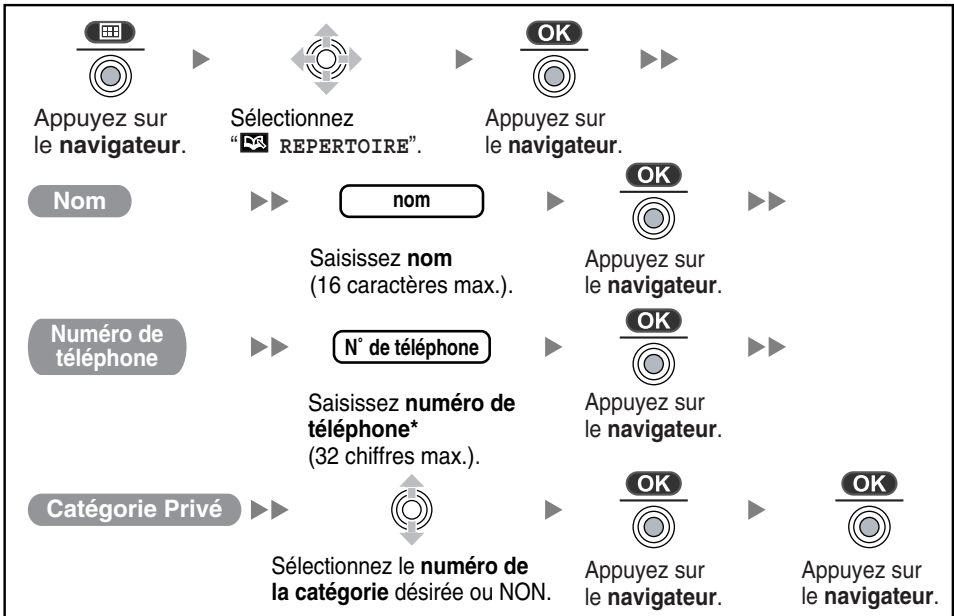 OK
Appuyez sur
le navigateur.
Sélectionnez
“ REPERTOIRE”.
Appuyez sur
le navigateur.
Nom
nom
OK
Saisissez nom
(16 caractères max.).
Appuyez sur
le navigateur.
Numéro de
téléphone
N˚ de téléphone
OK
Saisissez numéro de
téléphone*
(32 chiffres max.).
Appuyez sur
le navigateur.
Catégorie Privé
OK
OK
Sélectionnez le numéro de
la catégorie désirée ou NON.
Appuyez sur
le navigateur.
Appuyez sur
le navigateur.